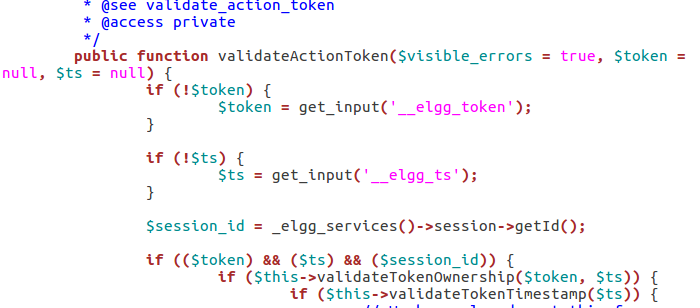 * @see validate_action_token
* @access private
*/
public function validateActionToken($visible_errors = true, $token =
null, $ts = null) {
if (!$token) {
$token = get_input('__elgg_token');
}
if (!$ts) {
$ts = get_input('__elgg_ts');
}
$session_id = _elgg_services()->session->getId();
if (($token) && ($ts) && ($session_id)) {
if ($this->validateTokenOwnership($token, $ts)) {
if ($this->validateTokenTimestamp($ts)) {